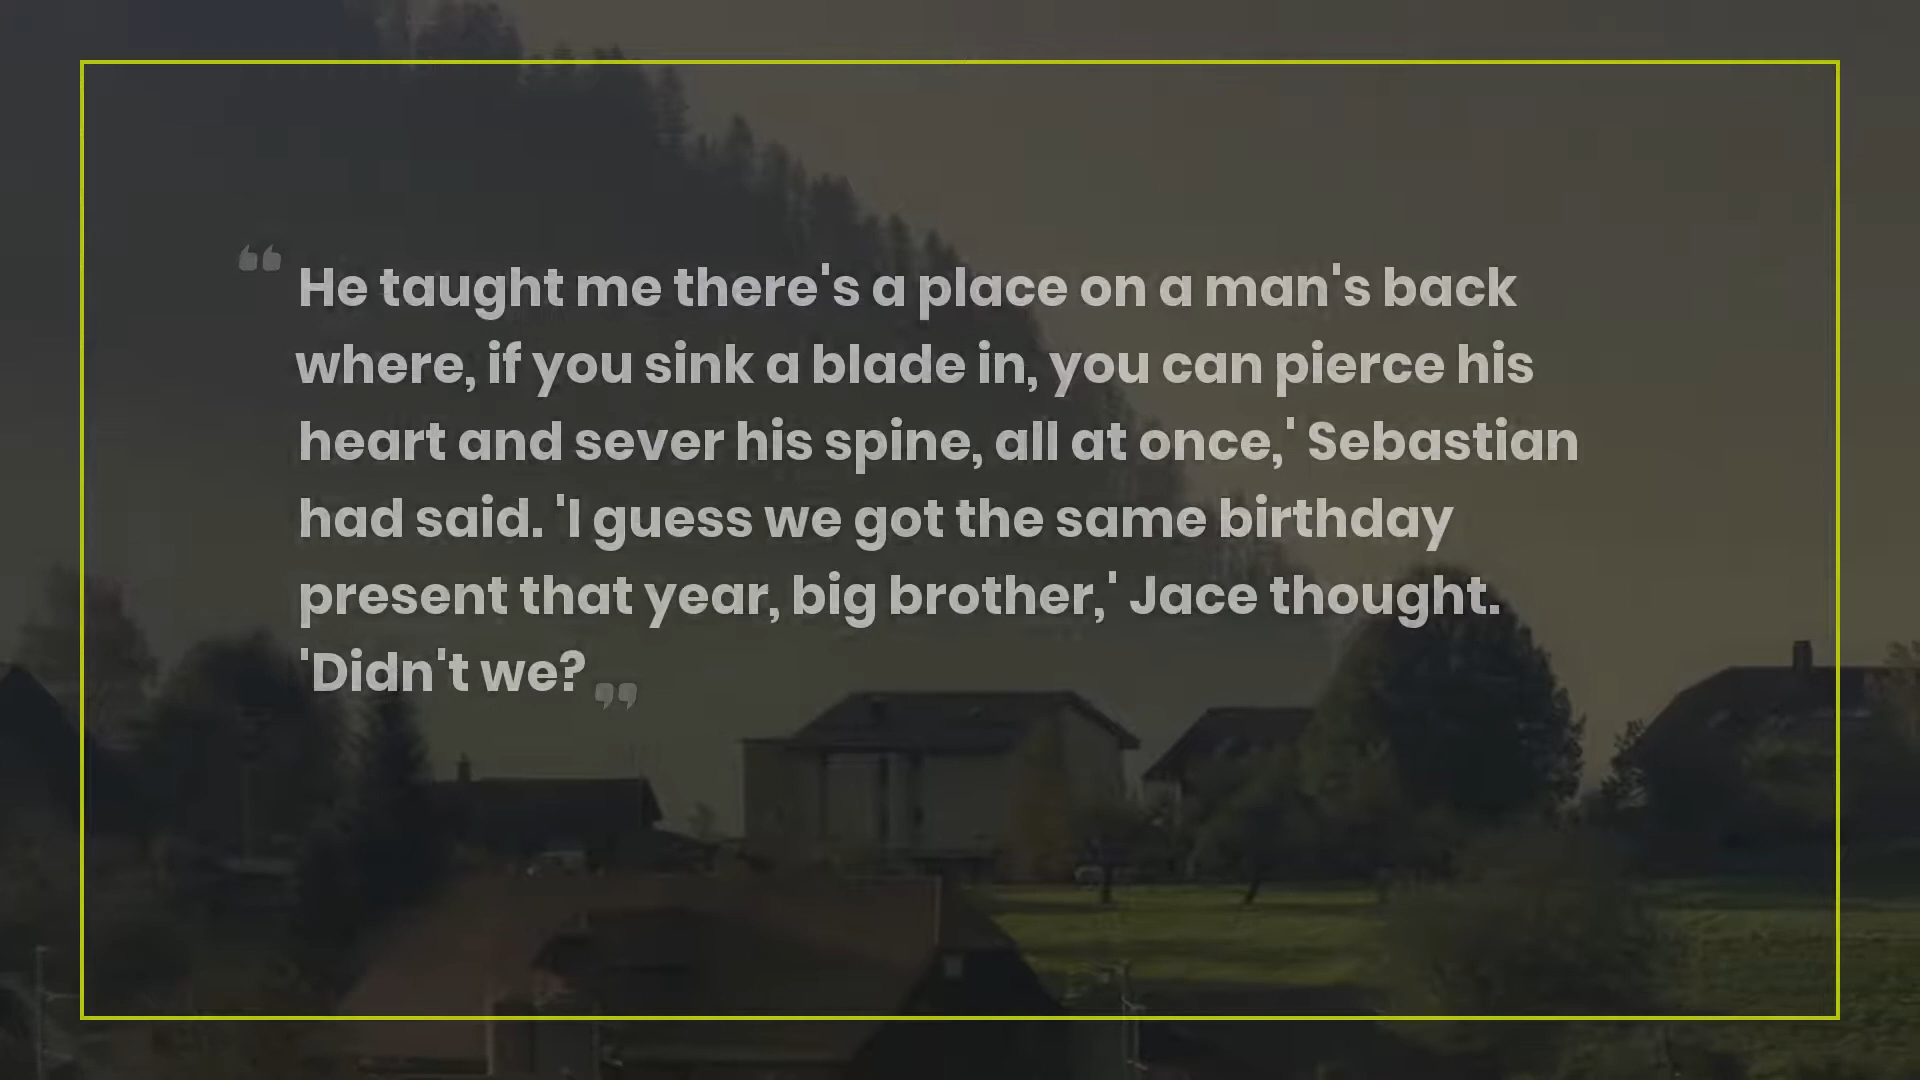 “He taught me there's a place on a man's back
where, if you sink a blade in, you can pierce his
heart and sever his spine, all at once,' Sebastian
had said. 'I guess we got the same birthday
present that year, big brother,' Jace thought.
'Didn't we?”